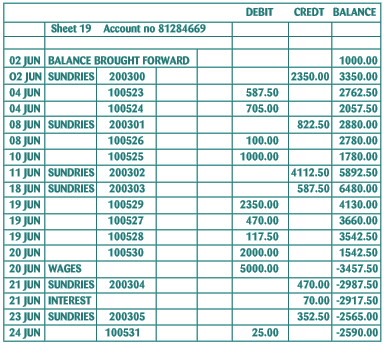 DEBIT CREDT BALANCE
Sheet 19 Account no 81284669
02 JUN BALANCE BROUGHT FORWARD 1000.00
O2 JUN SUNDRIES 200300 2350.00 3350.00
04 JUN 100523 587.50 2762.50
04 JUN 100524 705.00 2057.50
08 JUN SUNDRIES 200301 822.50 2880.00
08 JUN 100526 100.00 2780.00
10 JUN 100525 1000.00 1780.00
11 JUN SUNDRIES 200302 4112.50 5892.50
18 JUN SUNDRIES 200303 587.50 6480.00
19 JUN 100529 2350.00 4130.00
19 JUN 100527 470.00 3660.00
19 JUN 100528 117.50 3542.50
20 JUN 100530 2000.00 1542.50
20 JUN WAGES 5000.00 -3457.50
21 JUN SUNDRIES 200304 470.00 -2987.50
21 JUN INTEREST 70.00 -2917.50
23 JUN SUNDRIES 200305 352.50 -2565.00
24 JUN 100531 25.00 -2590.00